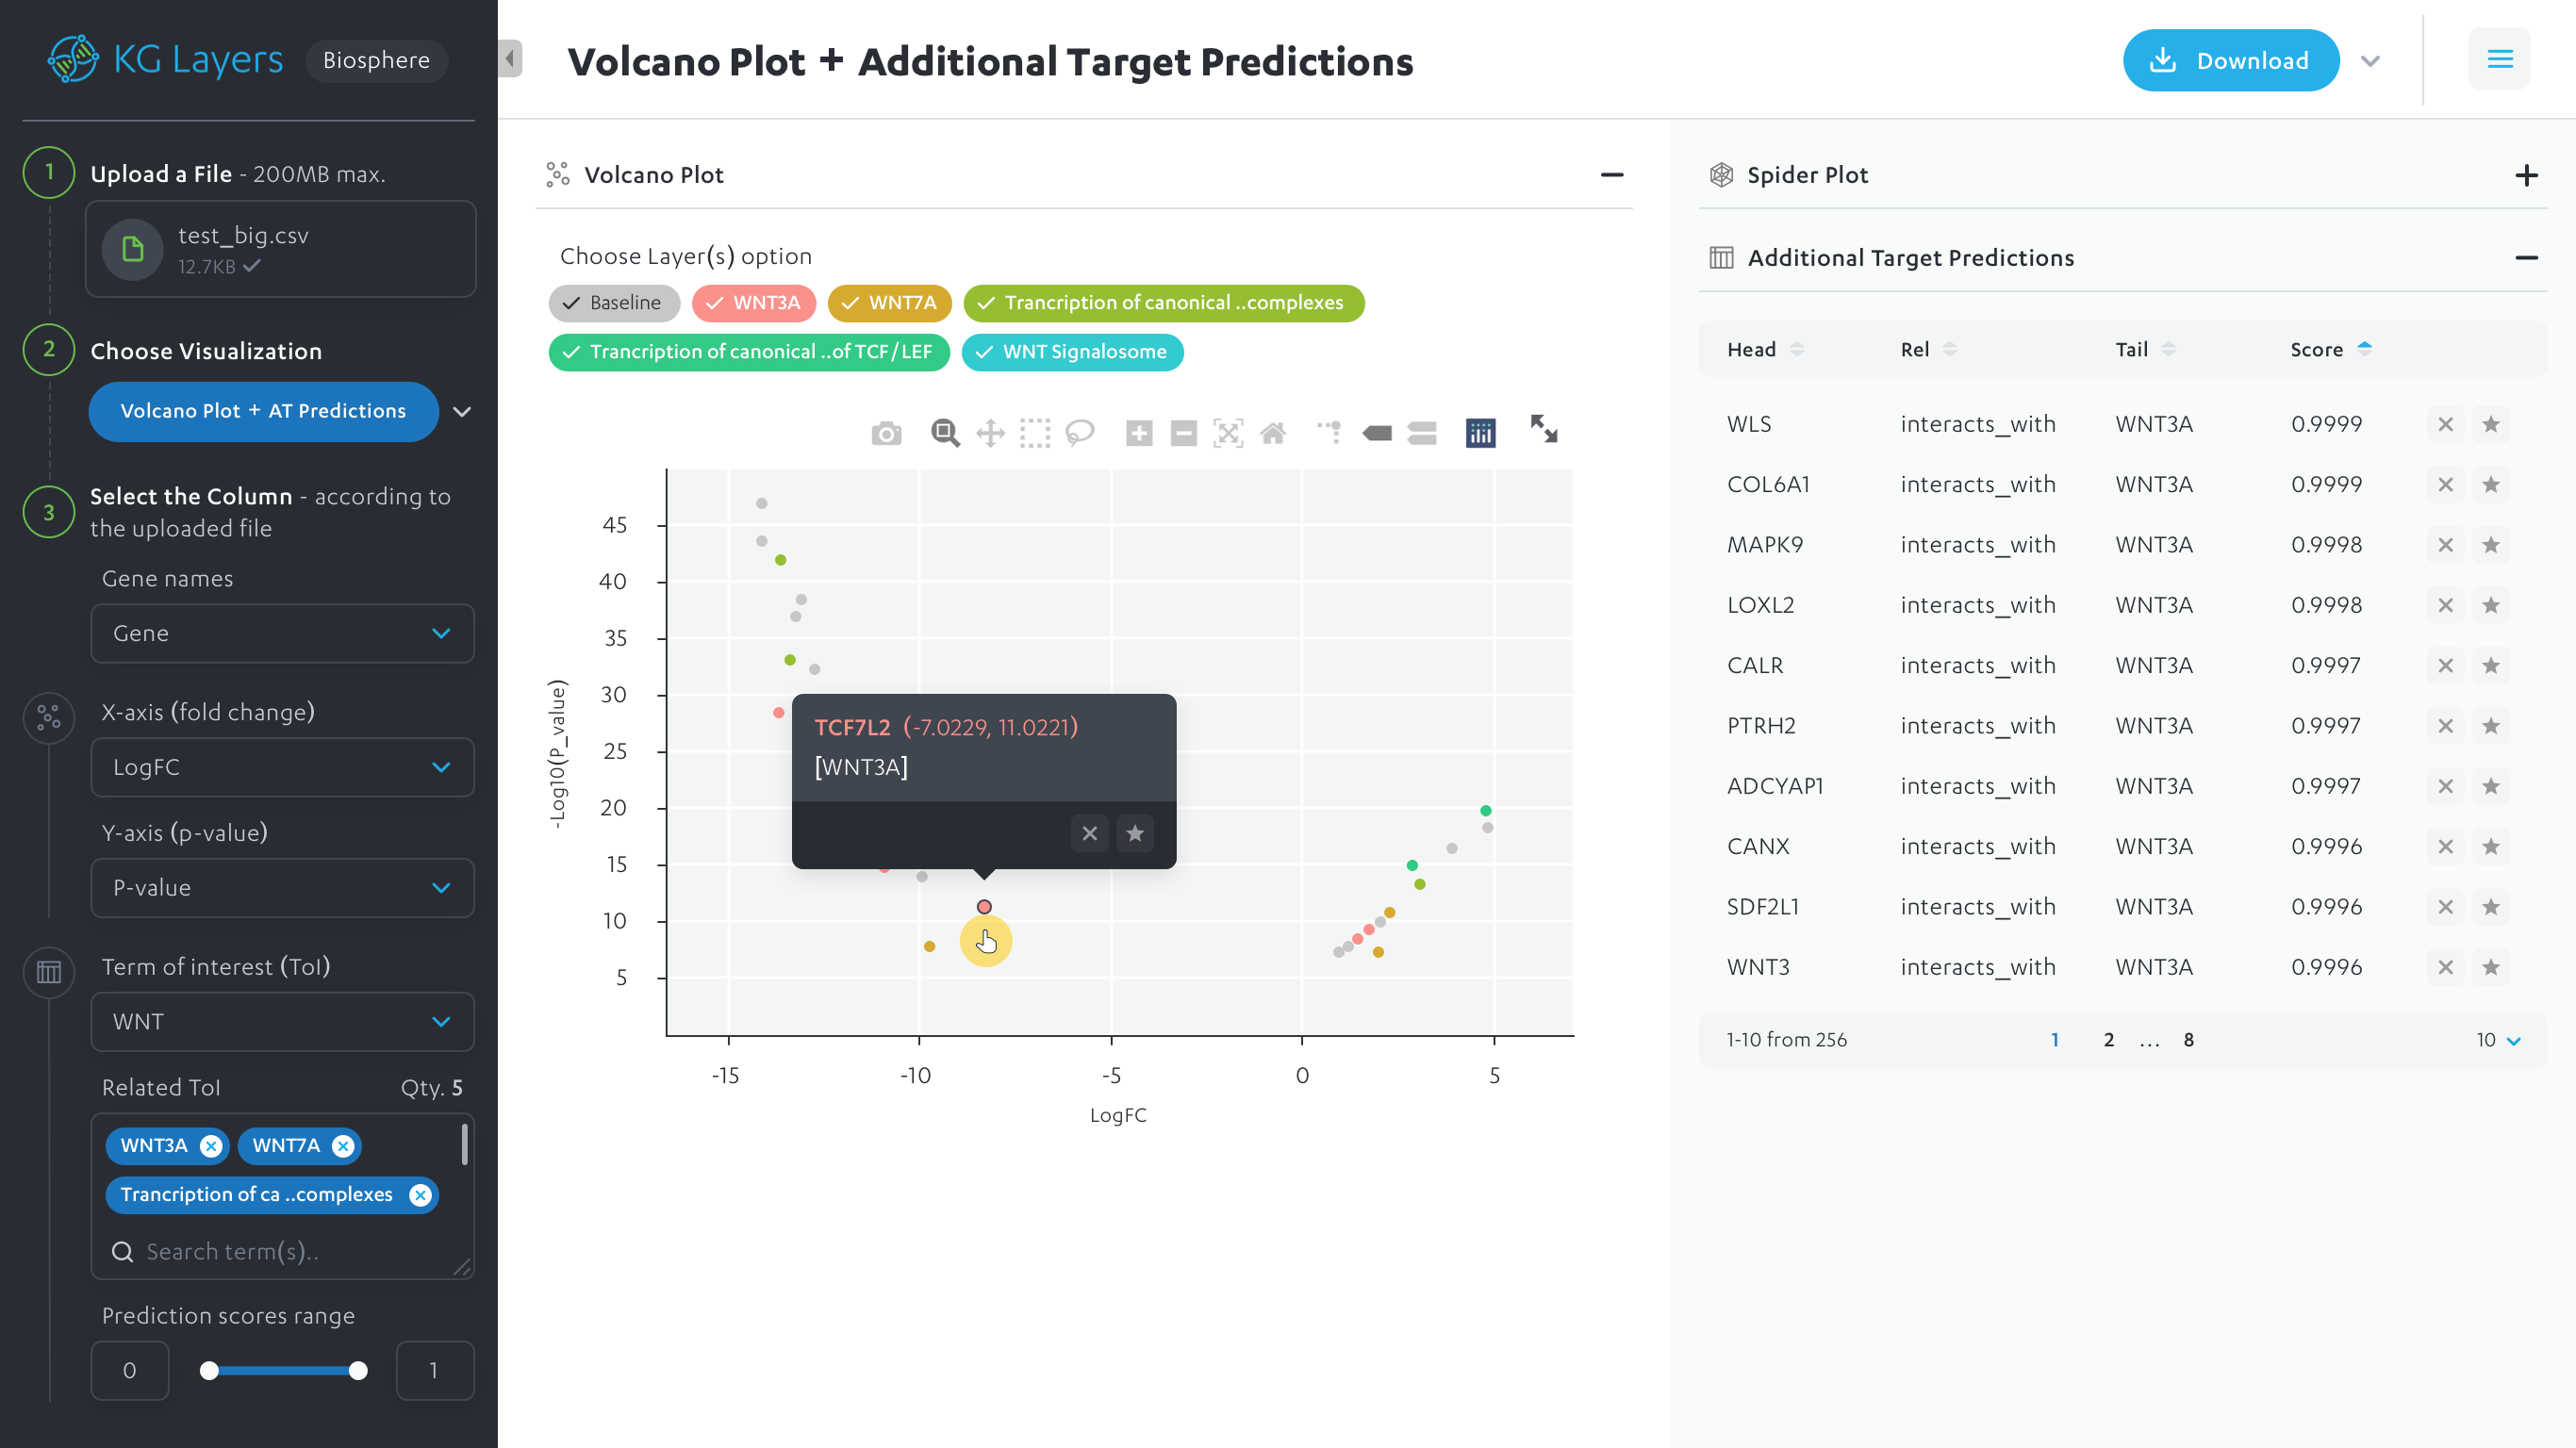 KG Layers
Biosphere
1
Upload a File - 200MB max.
test_big.csv
12.7KB
2
Choose Visualization
Volcano Plot + AT Predictions
3
Select the Column - according to
the uploaded file
Gene names
Gene
X-axis (fold change)
LogFC
Y-axis (p-value)
P-value
Term of interest (ToI)
WNT
Related ToI Qty. 5
WNT3A WNT7A
Trancription of ca ..complexes
Search term(s)..
Prediction scores range
0 1
Volcano Plot + Additional Target Predictions
Download
Volcano Plot
Choose Layer(s) option
Baseline WNT3A WNT7A Trancription of canonical ..complexes
Trancription of canonical ..of TCF/LEF WNT Signalosome
-Log10(P_value)
45
40
35
30
25
20
15
10
5
TCF7L2 (-7.0229, 11.0221)
[WNT3A]
-15 -10 -5 0 5
LogFC
Spider Plot
Additional Target Predictions
Head Rel Tail Score
WLS interacts_with WNT3A 0.9999
COL6A1 interacts_with WNT3A 0.9999
MAPK9 interacts_with WNT3A 0.9998
LOXL2 interacts_with WNT3A 0.9998
CALR interacts_with WNT3A 0.9997
PTRH2 interacts_with WNT3A 0.9997
ADCYAP1 interacts_with WNT3A 0.9997
CANX interacts_with WNT3A 0.9996
SDF2L1 interacts_with WNT3A 0.9996
WNT3 interacts_with WNT3A 0.9996
1-10 from 256 1 2 ... 8 10